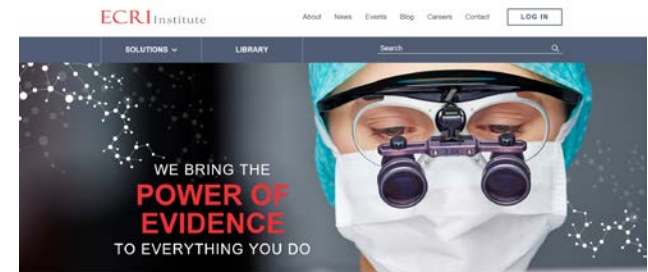 ECRI Institute
About News Events Blog Careers Contact LOG IN
SOLUTIONS LIBRARY Search
WE BRING THE
POWER OF
EVIDENCE
TO EVERYTHING YOU DO